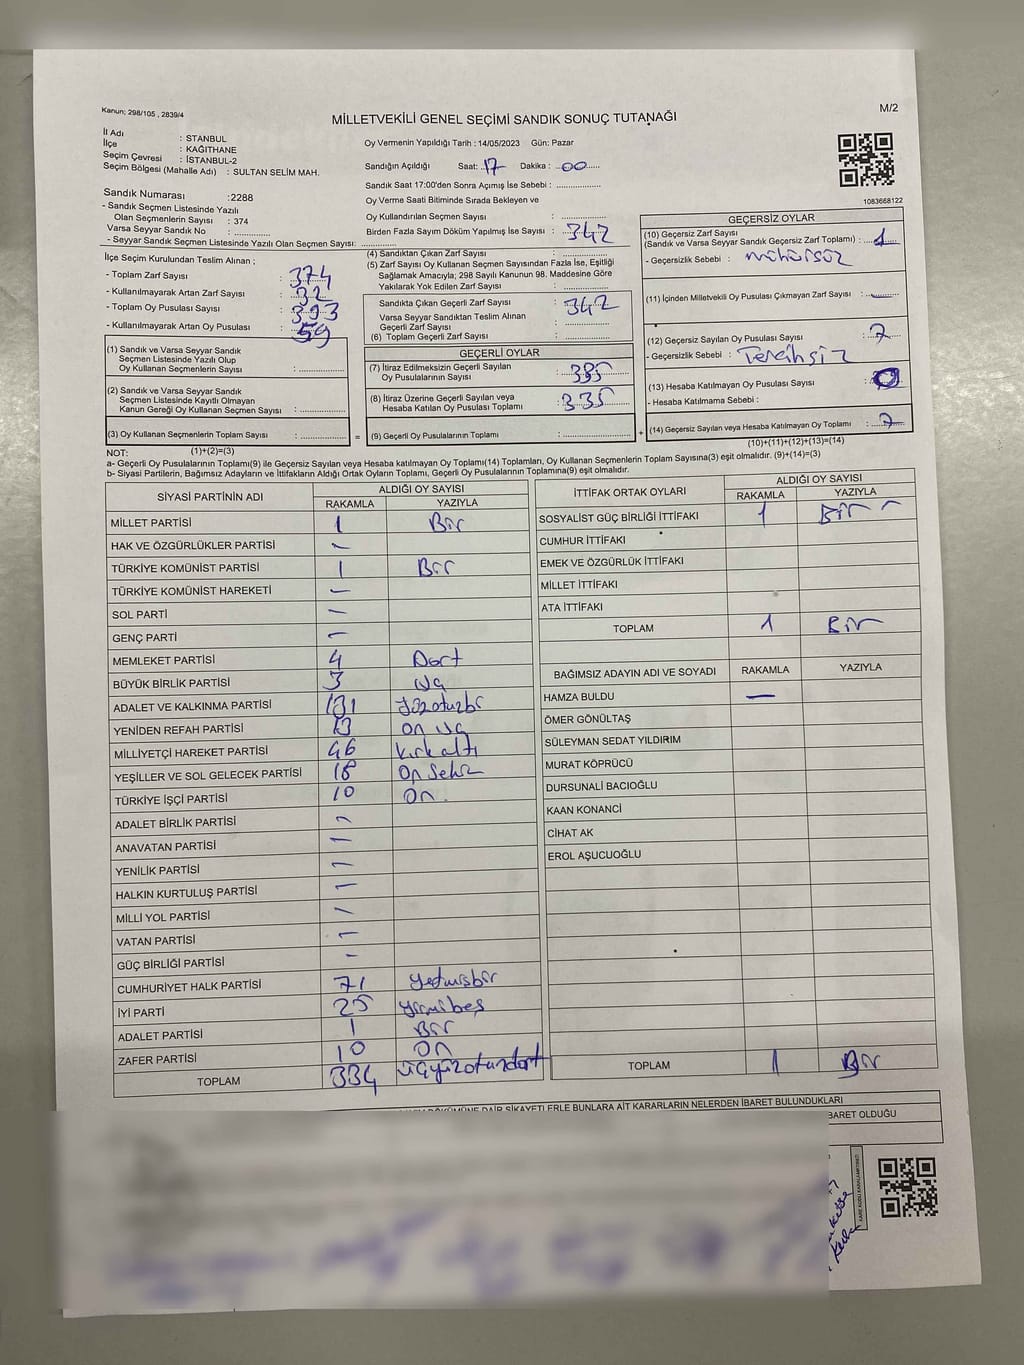 Kanun; 298/105 , 2839/4
M/2
MİLLETVEKİLİ GENEL SEÇİMİ SANDIK SONUÇ TUTANAĞI
İl Adı : STANBUL
İlçe : KAĞITHANE
Seçim Çevresi : İSTANBUL-2
Seçim Bölgesi (Mahalle Adı) : SULTAN SELİM MAH.
Oy Vermenin Yapıldığı Tarih : 14/05/2023 Gün: Pazar
Sandığın Açıldığı Saat: 17 Dakika : 00
Sandık Saat 17:00'den Sonra Açımış İse Sebebi :
Sandık Numarası :2288
- Sandık Seçmen Listesinde Yazılı
Olan Seçmenlerin Sayısı : 374
Varsa Seyyar Sandık No :
- Seyyar Sandık Seçmen Listesinde Yazılı Olan Seçmen Sayısı:
Oy Verme Saati Bitiminde Sırada Bekleyen ve
Oy Kullandırılan Seçmen Sayısı :
Birden Fazla Sayım Döküm Yapılmış İse Sayısı : 342
1083668122
İlçe Seçim Kurulundan Teslim Alınan ;
- Toplam Zarf Sayısı : 374
- Kullanılmayarak Artan Zarf Sayısı : 32
- Toplam Oy Pusulası Sayısı : 393
- Kullanılmayarak Artan Oy Pusulası : 59
(4) Sandıktan Çıkan Zarf Sayısı :
(5) Zarf Sayısı Oy Kullanan Seçmen Sayısından Fazla İse, Eşitliği
Sağlamak Amacıyla; 298 Sayılı Kanunun 98. Maddesine Göre
Yakılarak Yok Edilen Zarf Sayısı :
Sandıkta Çıkan Geçerli Zarf Sayısı : 342
Varsa Seyyar Sandıktan Teslim Alınan
Geçerli Zarf Sayısı :
(6) Toplam Geçerli Zarf Sayısı :
GEÇERSİZ OYLAR
(10) Geçersiz Zarf Sayısı
(Sandık ve Varsa Seyyar Sandık Geçersiz Zarf Toplamı) : 1
- Geçersizlik Sebebi : mühürsüz
(11) İçinden Milletvekili Oy Pusulası Çıkmayan Zarf Sayısı : —
(12) Geçersiz Sayılan Oy Pusulası Sayısı : 7
- Geçersizlik Sebebi : Tercihsiz
(13) Hesaba Katılmayan Oy Pusulası Sayısı : 0
- Hesaba Katılmama Sebebi :
(14) Geçersiz Sayılan veya Hesaba Katılmayan Oy Toplamı : 7
(10)+(11)+(12)+(13)=(14)
(1) Sandık ve Varsa Seyyar Sandık
Seçmen Listesinde Yazılı Olup
Oy Kullanan Seçmenlerin Sayısı :
(2) Sandık ve Varsa Seyyar Sandık
Seçmen Listesinde Kayıtlı Olmayan
Kanun Gereği Oy Kullanan Seçmen Sayısı :
(3) Oy Kullanan Seçmenlerin Toplam Sayısı :
(1)+(2)=(3)
GEÇERLİ OYLAR
(7) İtiraz Edilmeksizin Geçerli Sayılan
Oy Pusulalarının Sayısı : 335
(8) İtiraz Üzerine Geçerli Sayılan veya
Hesaba Katılan Oy Pusulası Toplamı : 335
= (9) Geçerli Oy Pusulalarının Toplamı : +
NOT:
a- Geçerli Oy Pusulalarının Toplamı(9) ile Geçersiz Sayılan veya Hesaba katılmayan Oy Toplamı(14) Toplamları, Oy Kullanan Seçmenlerin Toplam Sayısına(3) eşit olmalıdır. (9)+(14)=(3)
b- Siyasi Partilerin, Bağımsız Adayların ve İttifakların Aldığı Ortak Oyların Toplamı, Geçerli Oy Pusulalarının Toplamına(9) eşit olmalıdır.
SİYASİ PARTİNİN ADI ALDIĞI OY SAYISI
RAKAMLA YAZIYLA
MİLLET PARTİSİ 1 Bir
HAK VE ÖZGÜRLÜKLER PARTİSİ —
TÜRKİYE KOMÜNİST PARTİSİ 1 Bir
TÜRKİYE KOMÜNİST HAREKETİ —
SOL PARTİ —
GENÇ PARTİ —
MEMLEKET PARTİSİ 4 Dört
BÜYÜK BİRLİK PARTİSİ 3 üç
ADALET VE KALKINMA PARTİSİ 131 yüzotuzbir
YENİDEN REFAH PARTİSİ 13 on üç
MİLLİYETÇİ HAREKET PARTİSİ 46 kırkaltı
YEŞİLLER VE SOL GELECEK PARTİSİ 18 On Sekiz
TÜRKİYE İŞÇİ PARTİSİ 10 On.
ADALET BİRLİK PARTİSİ —
ANAVATAN PARTİSİ —
YENİLİK PARTİSİ —
HALKIN KURTULUŞ PARTİSİ —
MİLLİ YOL PARTİSİ —
VATAN PARTİSİ —
GÜÇ BİRLİĞİ PARTİSİ —
CUMHURİYET HALK PARTİSİ 71 yetmişbir
İYİ PARTİ 25 yirmibeş
ADALET PARTİSİ 1 Bir
ZAFER PARTİSİ 10 On
TOPLAM 334 üçyüzotuzdört
İTTİFAK ORTAK OYLARI ALDIĞI OY SAYISI
RAKAMLA YAZIYLA
SOSYALİST GÜÇ BİRLİĞİ İTTİFAKI 1 Bir
CUMHUR İTTİFAKI
EMEK VE ÖZGÜRLÜK İTTİFAKI
MİLLET İTTİFAKI
ATA İTTİFAKI
TOPLAM 1 Bir
BAĞIMSIZ ADAYIN ADI VE SOYADI RAKAMLA YAZIYLA
HAMZA BULDU —
ÖMER GÖNÜLTAŞ
SÜLEYMAN SEDAT YILDIRIM
MURAT KÖPRÜCÜ
DURSUNALİ BACIOĞLU
KAAN KONANCİ
CİHAT AK
EROL AŞUCUOĞLU
TOPLAM 1 Bir
DÖKÜMÜNE DAİR ŞİKAYETLERLE BUNLARA AİT KARARLARIN NELERDEN İBARET BULUNDUKLARI
BARET OLDUĞU